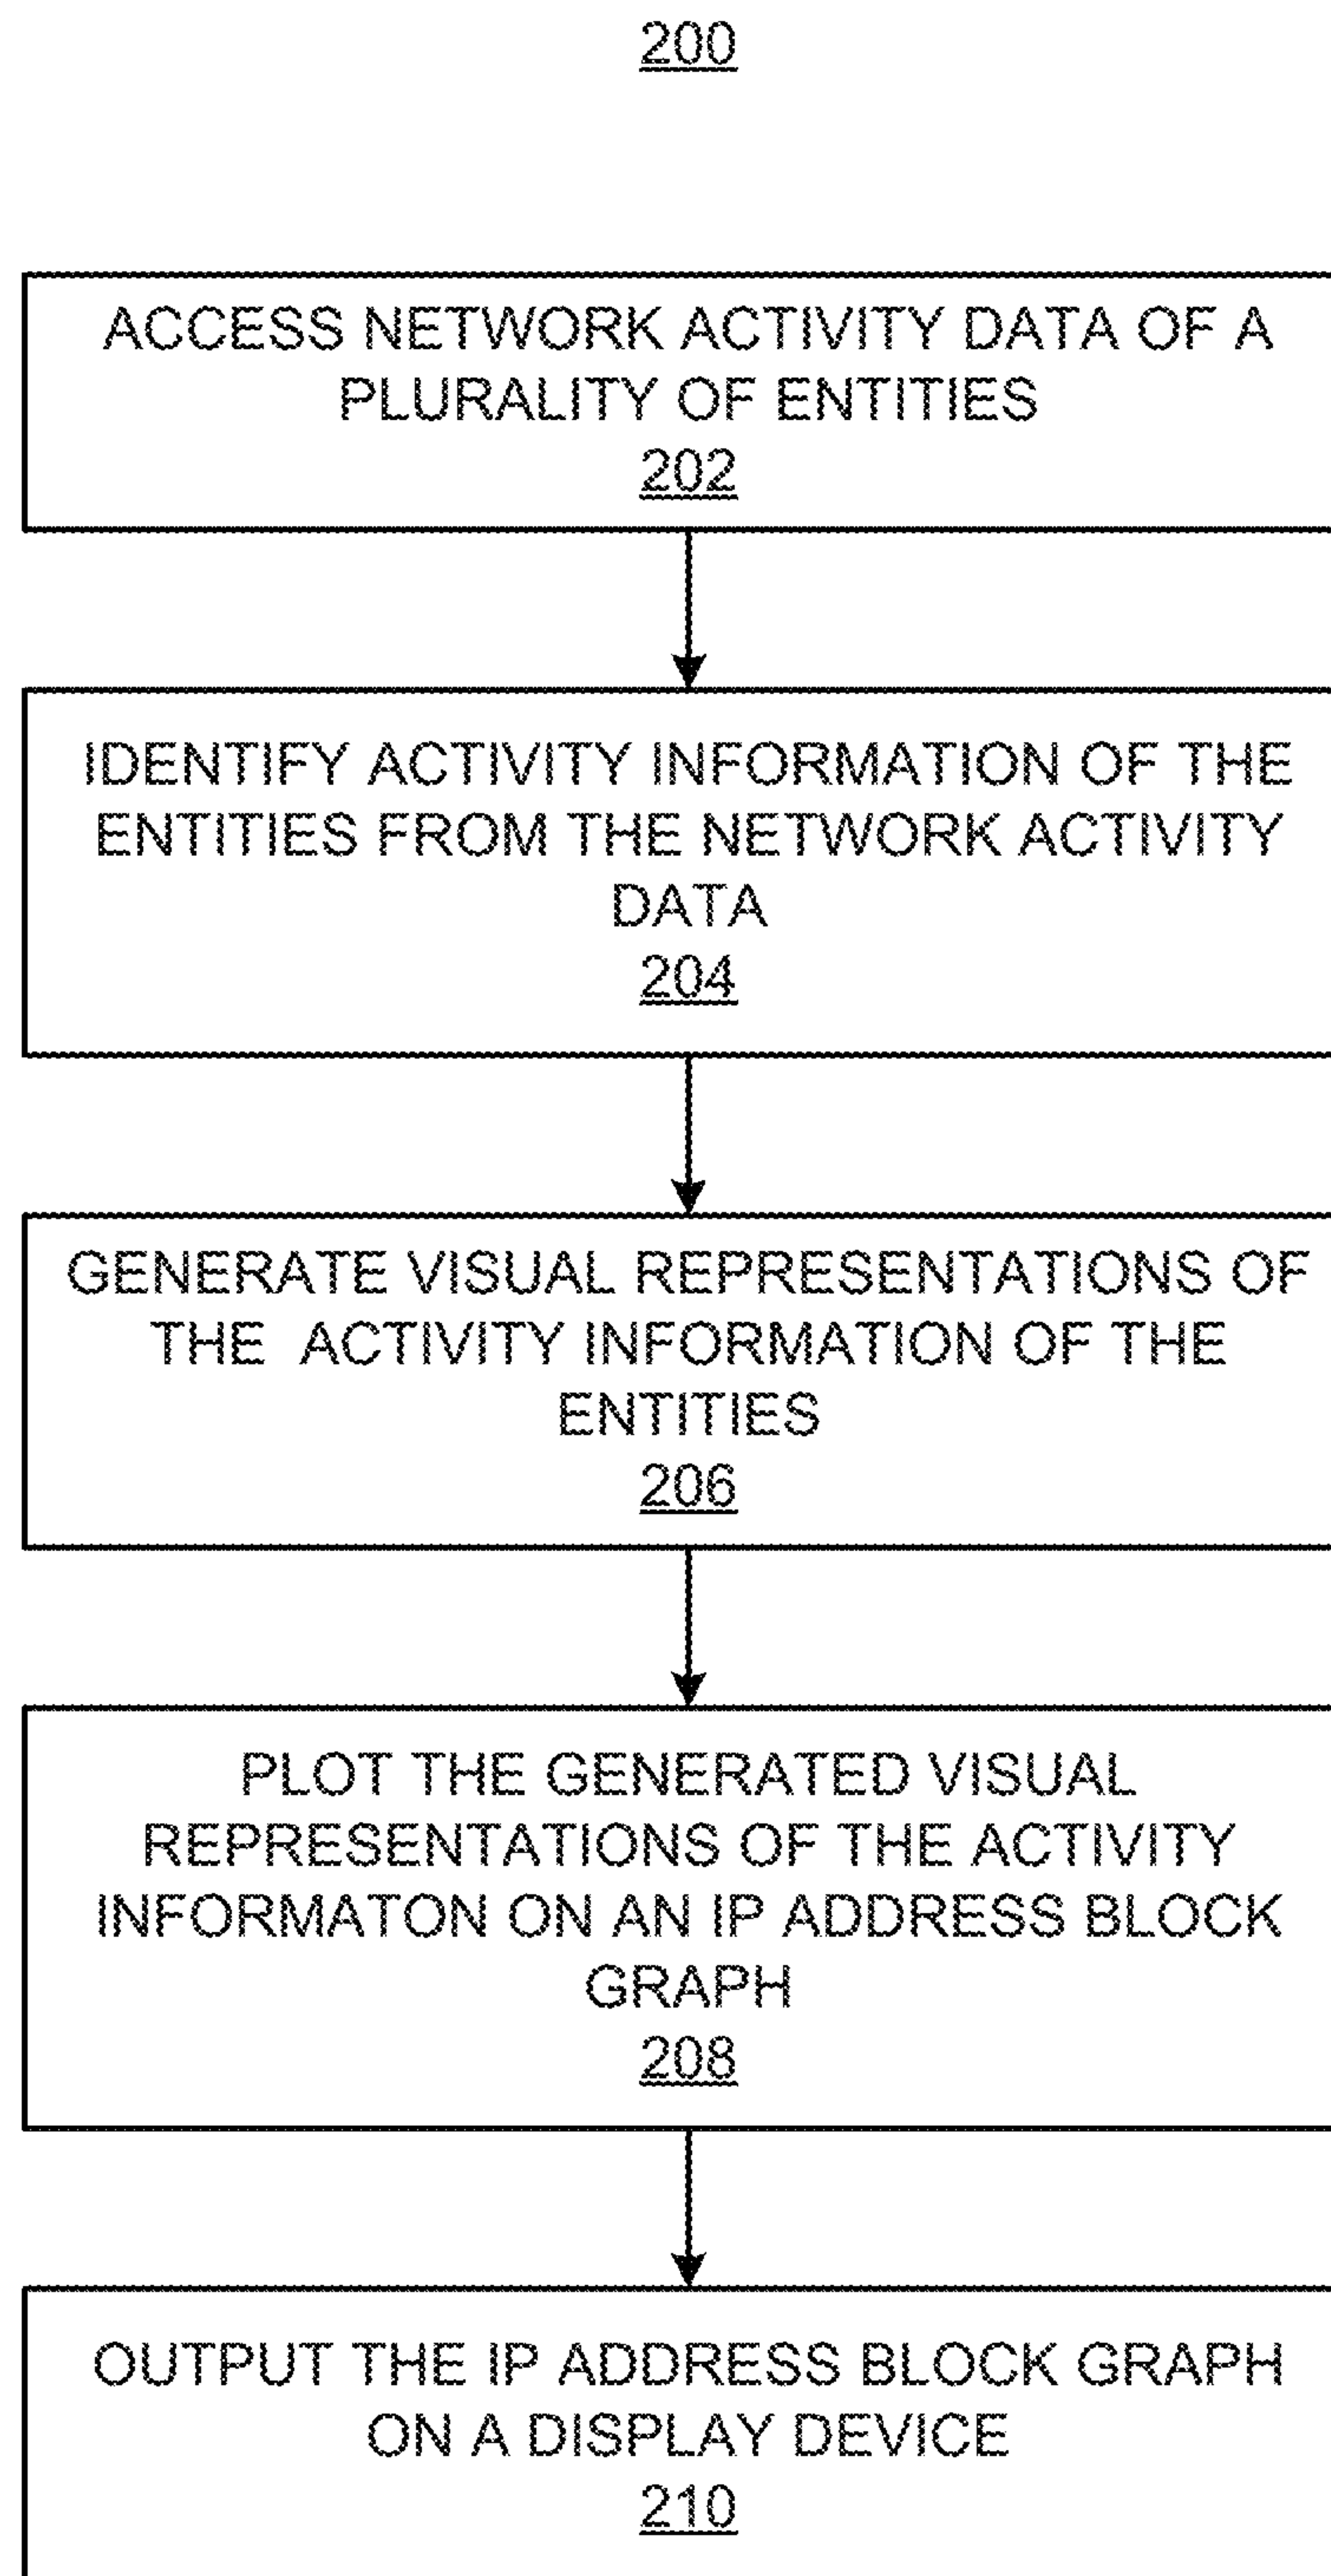 200
ACCESS NETWORK ACTIVITY DATA OF A
PLURALITY OF ENTITIES
202
IDENTIFY ACTIVITY INFORMATION OF THE
ENTITIES FROM THE NETWORK ACTIVITY
DATA
204
GENERATE VISUAL REPRESENTATIONS OF
THE ACTIVITY INFORMATION OF THE
ENTITIES
206
PLOT THE GENERATED VISUAL
REPRESENTATIONS OF THE ACTIVITY
INFORMATON ON AN IP ADDRESS BLOCK
GRAPH
208
OUTPUT THE IP ADDRESS BLOCK GRAPH
ON A DISPLAY DEVICE
210